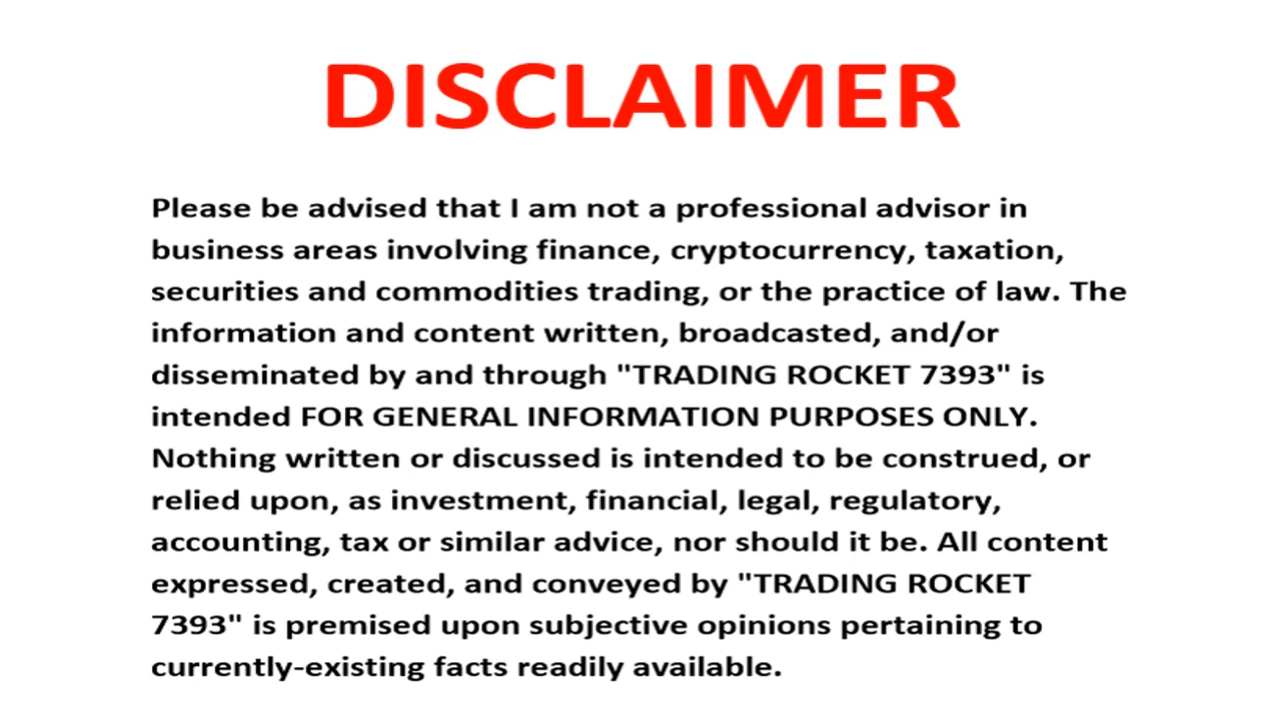 DISCLAIMER
Please be advised that I am not a professional advisor in
business areas involving finance, cryptocurrency, taxation,
securities and commodities trading, or the practice of law. The
information and content written, broadcasted, and/or
disseminated by and through "TRADING ROCKET 7393" is
intended FOR GENERAL INFORMATION PURPOSES ONLY.
Nothing written or discussed is intended to be construed, or
relied upon, as investment, financial, legal, regulatory,
accounting, tax or similar advice, nor should it be. All content
expressed, created, and conveyed by "TRADING ROCKET
7393" is premised upon subjective opinions pertaining to
currently-existing facts readily available.